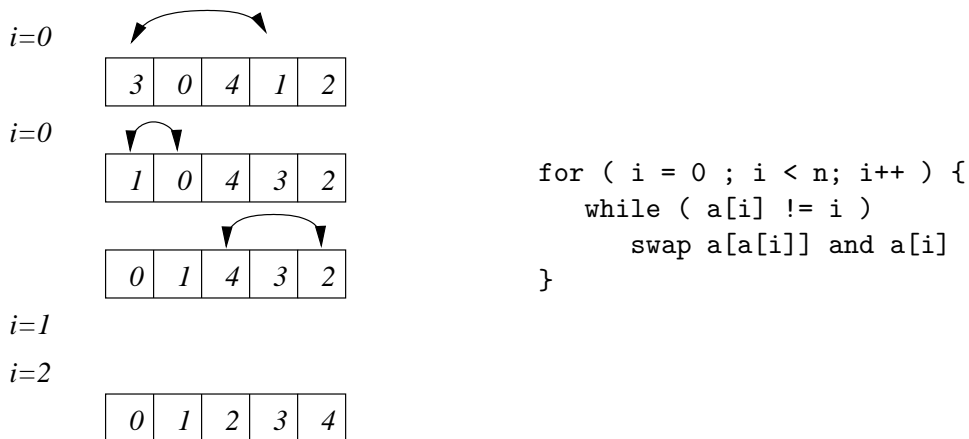 i=0
3 0 4 1 2
i=0
1 0 4 3 2
0 1 4 3 2
i=1
i=2
0 1 2 3 4
for ( i = 0 ; i < n; i++ ) {
while ( a[i] != i )
swap a[a[i]] and a[i]
}